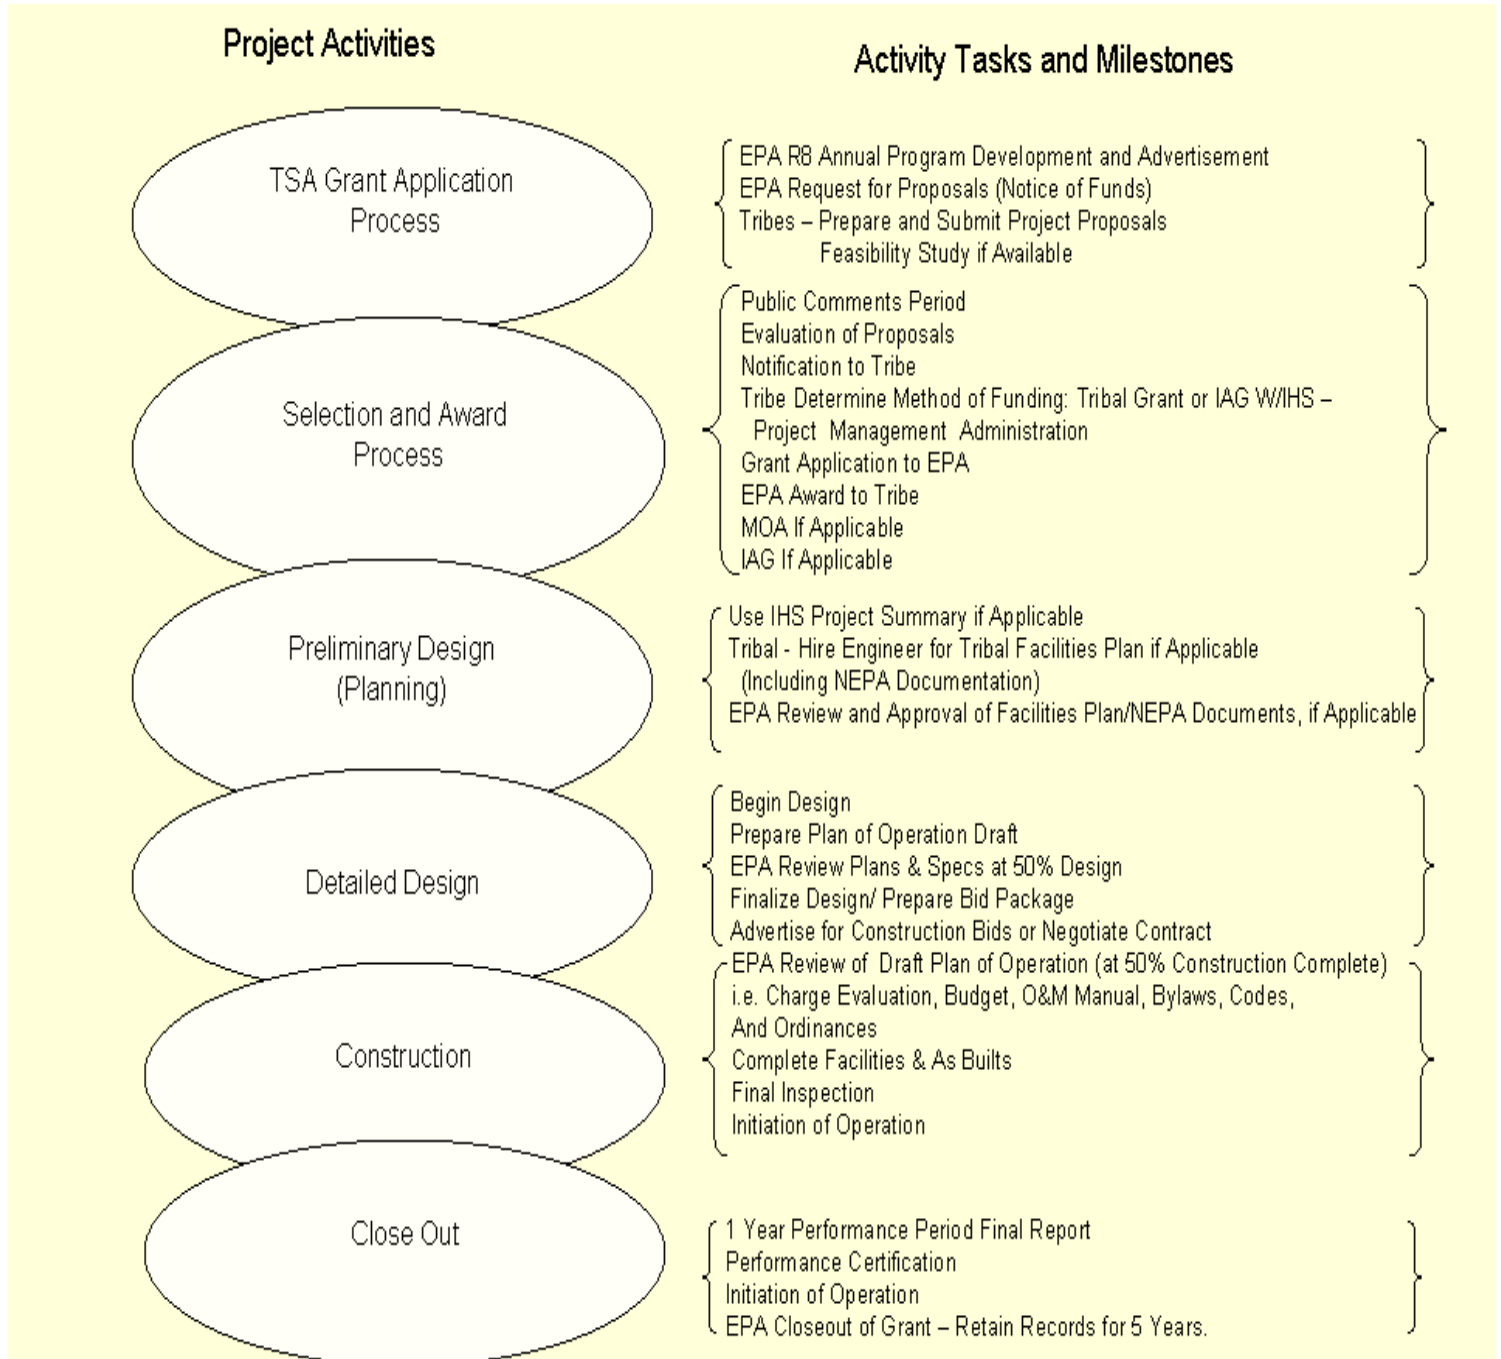 Project Activities
Activity Tasks and Milestones
TSA Grant Application
Process
EPA R8 Annual Program Development and Advertisement
EPA Request for Proposals (Notice of Funds)
Tribes – Prepare and Submit Project Proposals
Feasibility Study if Available
Selection and Award
Process
Public Comments Period
Evaluation of Proposals
Notification to Tribe
Tribe Determine Method of Funding: Tribal Grant or IAG W/IHS –
Project Management Administration
Grant Application to EPA
EPA Award to Tribe
MOA If Applicable
IAG If Applicable
Preliminary Design
(Planning)
Use IHS Project Summary if Applicable
Tribal - Hire Engineer for Tribal Facilities Plan if Applicable
(Including NEPA Documentation)
EPA Review and Approval of Facilities Plan/NEPA Documents, if Applicable
Detailed Design
Begin Design
Prepare Plan of Operation Draft
EPA Review Plans & Specs at 50% Design
Finalize Design/ Prepare Bid Package
Advertise for Construction Bids or Negotiate Contract
Construction
EPA Review of Draft Plan of Operation (at 50% Construction Complete)
i.e. Charge Evaluation, Budget, O&M Manual, Bylaws, Codes,
And Ordinances
Complete Facilities & As Builts
Final Inspection
Initiation of Operation
Close Out
1 Year Performance Period Final Report
Performance Certification
Initiation of Operation
EPA Closeout of Grant – Retain Records for 5 Years.